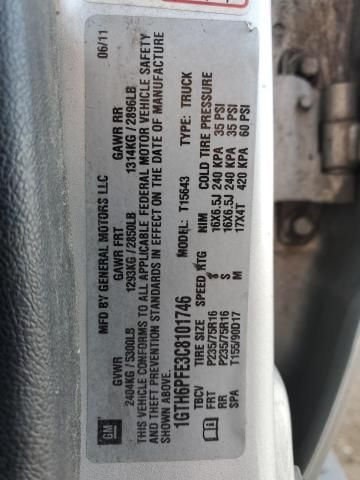 GM
MFD BY GENERAL MOTORS LLC
06/11
GVWR GAWR FRT GAWR RR
2404KG / 5300LB 1293KG / 2850LB 1314KG / 2896LB
THIS VEHICLE CONFORMS TO ALL APPLICABLE FEDERAL MOTOR VEHICLE SAFETY
AND THEFT PREVENTION STANDARDS IN EFFECT ON THE DATE OF MANUFACTURE
1GTH6PFE3C8101746 MODEL: T15643 TYPE: TRUCK
TBCV TIRE SIZE SPEED RTG NIM COLD TIRE PRESSURE
FRT P235/75R16 S 16X6.5J 240 KPA 35 PSI
RR P235/75R16 S 16X6.5J 240 KPA 35 PSI
SPA T155/90D17 M 17X4T 420 KPA 60 PSI